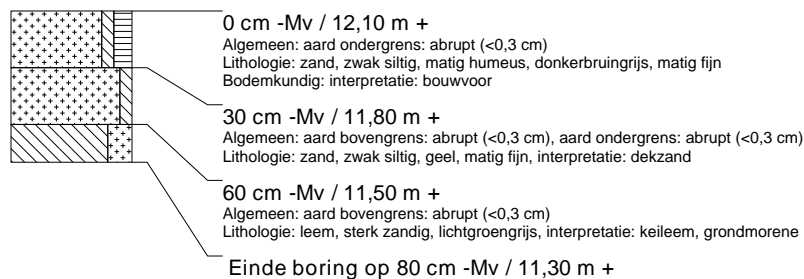 0 cm -Mv / 12,10 m +
Algemeen: aard ondergrens: abrupt (<0,3 cm)
Lithologie: zand, zwak siltig, matig humeus, donkerbruingrijs, matig fijn
Bodemkundig: interpretatie: bouwvoor
30 cm -Mv / 11,80 m +
Algemeen: aard bovengrens: abrupt (<0,3 cm), aard ondergrens: abrupt (<0,3 cm)
Lithologie: zand, zwak siltig, geel, matig fijn, interpretatie: dekzand
60 cm -Mv / 11,50 m +
Algemeen: aard bovengrens: abrupt (<0,3 cm)
Lithologie: leem, sterk zandig, lichtgroengrijs, interpretatie: keileem, grondmorene
Einde boring op 80 cm -Mv / 11,30 m +